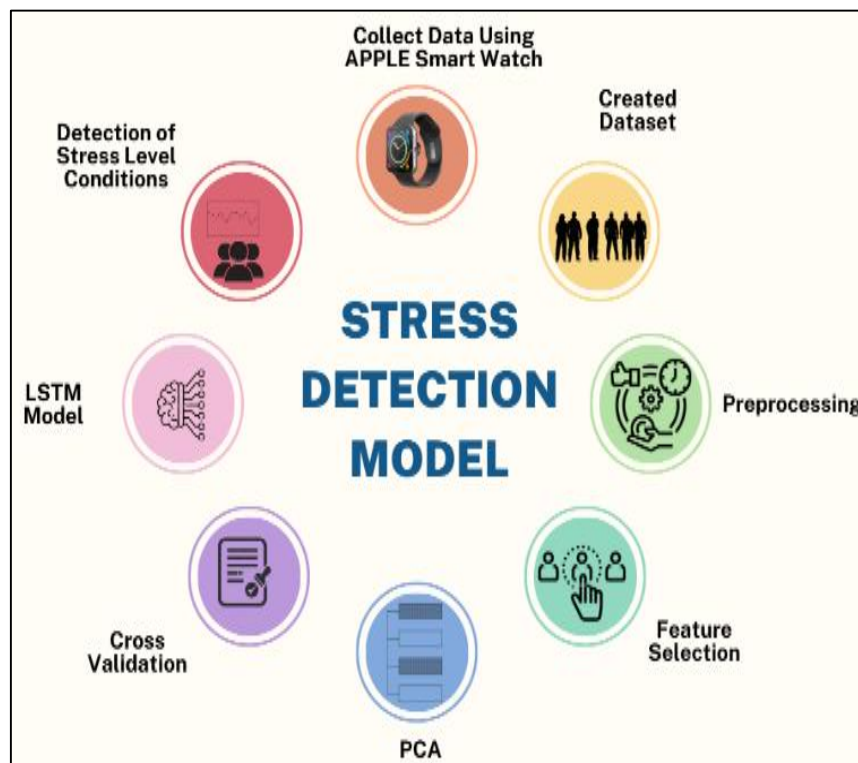 Collect Data Using
APPLE Smart Watch
Created
Dataset
Preprocessing
Feature
Selection
PCA
Cross
Validation
LSTM
Model
Detection of
Stress Level
Conditions
STRESS
DETECTION
MODEL